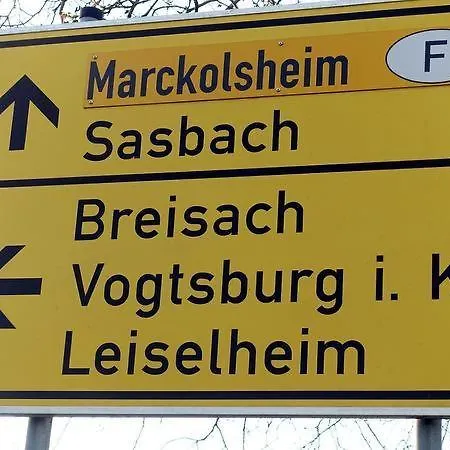 Marckolsheim F
Sasbach
Breisach
Vogtsburg i. K
Leiselheim